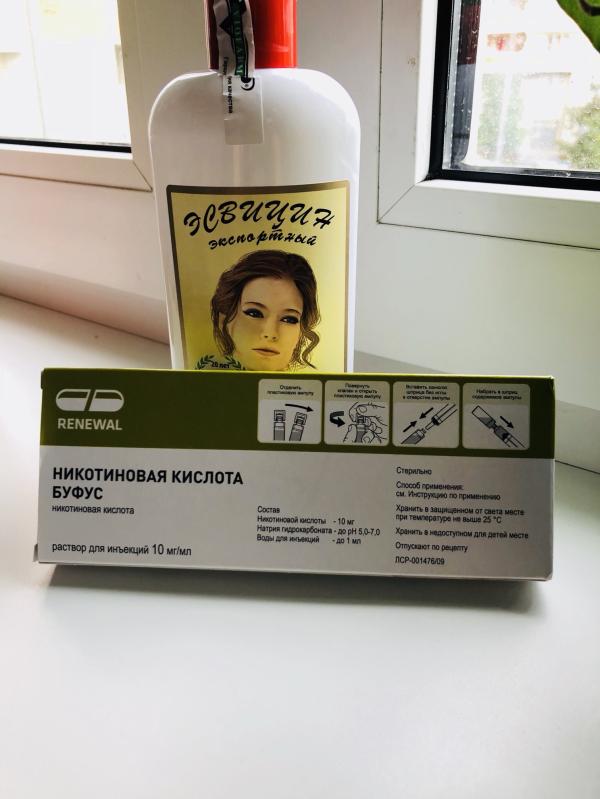 ЭСВИЦИН
экспортный
20 лет
RENEWAL
Отделить
пластиковую ампулу
Повернуть
клапан и открыть
пластиковую ампулу
Вставить канюлю
шприца без иглы
в отверстие ампулы
Набрать в шприц
содержимое ампулы
НИКОТИНОВАЯ КИСЛОТА
БУФУС
никотиновая кислота
раствор для инъекций 10 мг/мл
Состав
Никотиновой кислоты - 10 мг
Натрия гидрокарбоната - до pH 5,0-7,0
Воды для инъекций - до 1 мл
Стерильно
Способ применения:
см. Инструкцию по применению
Хранить в защищенном от света месте
при температуре не выше 25 °С
Хранить в недоступном для детей месте
Отпускают по рецепту
ЛСР-001476/09